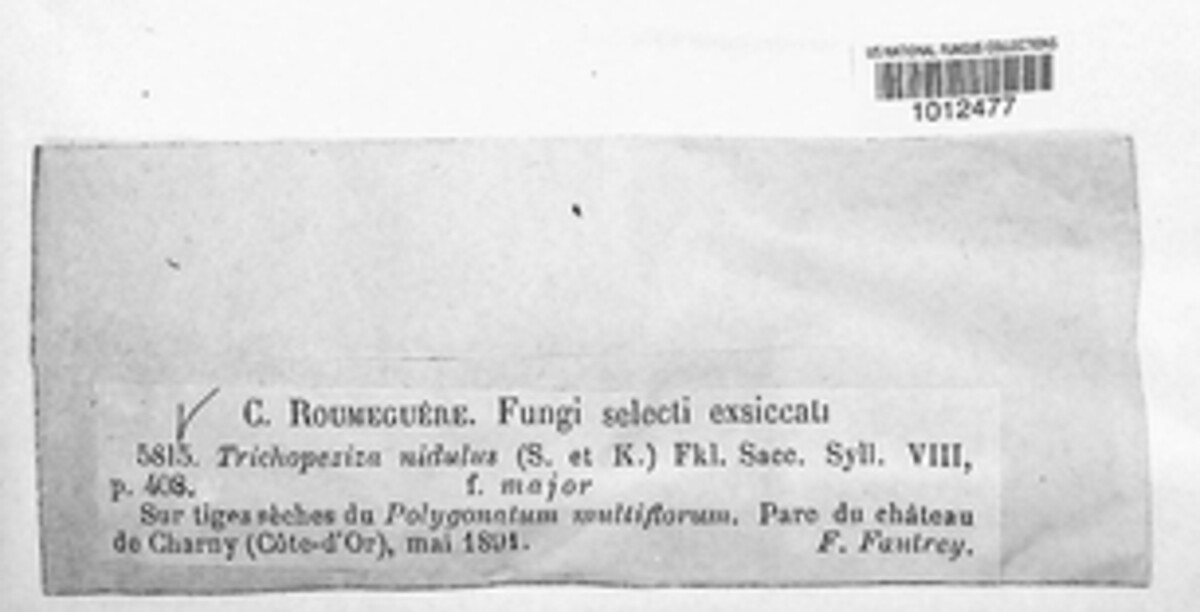 US NATIONAL FUNGUS COLLECTIONS
1012477
C. ROUMEGUÈRE. Fungi selecti exsiccati
5815. Trichopeziza nidulus (S. et K.) Fkl. Sacc. Syll. VIII,
p. 408. f. major
Sur tiges sèches du Polygonatum multiflorum. Parc du château
de Charny (Côte-d'Or), mai 1891.
F. Fautrey.